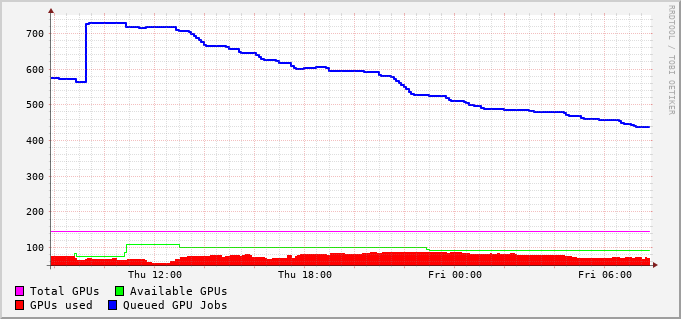 RRDTOOL / TOBI OETIKER
700
600
500
400
300
200
100
Thu 12:00 Thu 18:00 Fri 00:00 Fri 06:00
Total GPUs Available GPUs
GPUs used Queued GPU Jobs